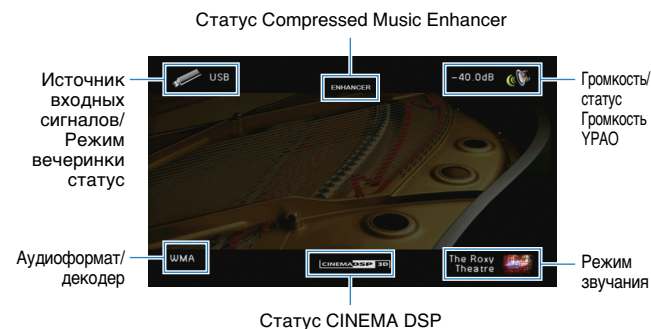 Статус Compressed Music Enhancer
Источник
входных
сигналов/
Режим
вечеринки
статус
USB
ENHANCER
-40.0dB
Громкость/
статус
Громкость
YPAO
Аудиоформат/
декодер
WMA
CINEMA DSP 3D
The Roxy
Theatre
Режим
звучания
Статус CINEMA DSP